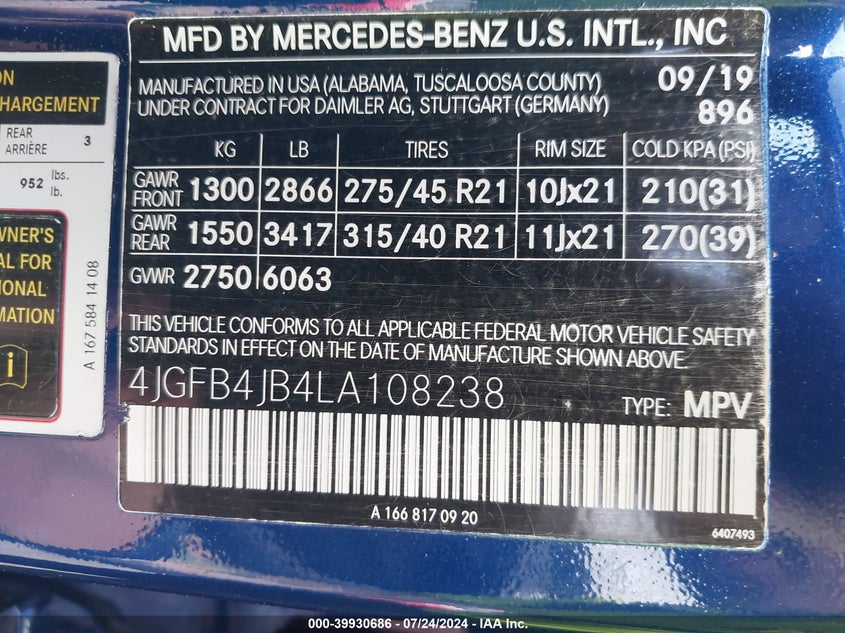 MFD BY MERCEDES-BENZ U.S. INTL., INC
MANUFACTURED IN USA (ALABAMA, TUSCALOOSA COUNTY) 09/19
UNDER CONTRACT FOR DAIMLER AG, STUTTGART (GERMANY) 896
KG LB TIRES RIM SIZE COLD KPA (PSI)
GAWR FRONT 1300 2866 275/45 R21 10Jx21 210(31)
GAWR REAR 1550 3417 315/40 R21 11Jx21 270(39)
GVWR 2750 6063
THIS VEHICLE CONFORMS TO ALL APPLICABLE FEDERAL MOTOR VEHICLE SAFETY
STANDARDS IN EFFECT ON THE DATE OF MANUFACTURE SHOWN ABOVE.
4JGFB4JB4LA108238 TYPE: MPV
A 166 817 09 20
6407493
ON
HARGEMENT
REAR
ARRIÈRE 3
952 lbs.
lb.
WNER'S
AL FOR
IONAL
MATION
i
A 167 584 14 08
000-39930686 - 07/24/2024 - IAA Inc.